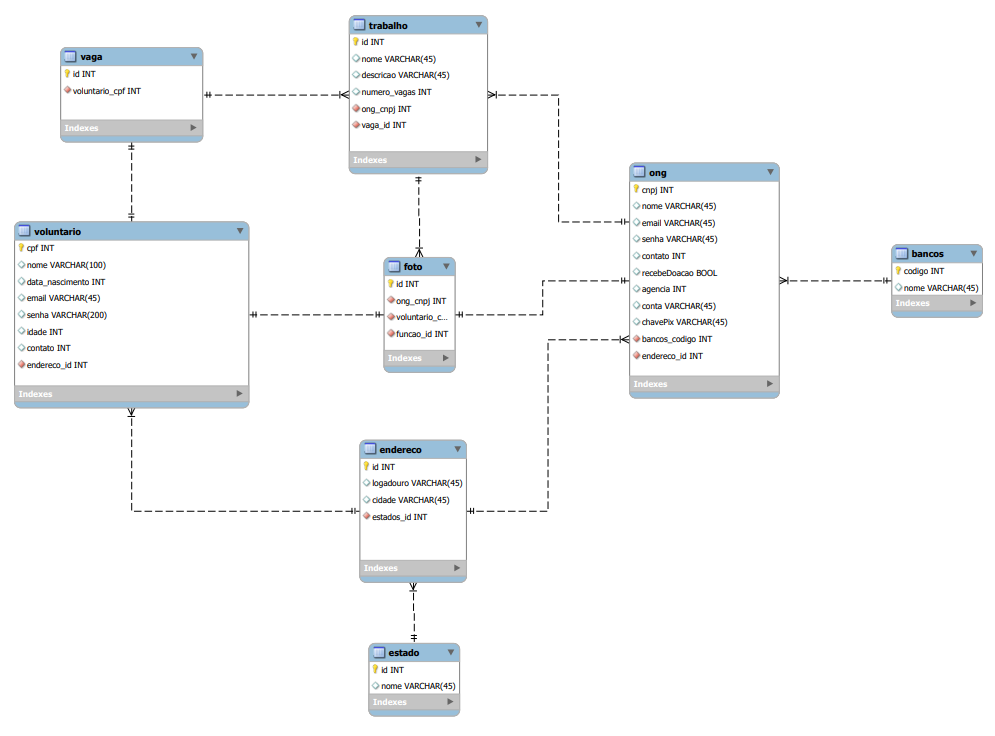 trabalho
id INT
nome VARCHAR(45)
descricao VARCHAR(45)
numero_vagas INT
ong_cnpj INT
vaga_id INT
Indexes
vaga
id INT
voluntario_cpf INT
Indexes
ong
cnpj INT
nome VARCHAR(45)
email VARCHAR(45)
senha VARCHAR(45)
contato INT
recebeDoacao BOOL
agencia INT
conta VARCHAR(45)
chavePix VARCHAR(45)
bancos_codigo INT
endereco_id INT
Indexes
voluntario
cpf INT
nome VARCHAR(100)
data_nascimento INT
email VARCHAR(45)
senha VARCHAR(200)
idade INT
contato INT
endereco_id INT
Indexes
bancos
codigo INT
nome VARCHAR(45)
Indexes
foto
id INT
ong_cnpj INT
voluntario_c...
funcao_id INT
Indexes
endereco
id INT
logadouro VARCHAR(45)
cidade VARCHAR(45)
estados_id INT
Indexes
estado
id INT
nome VARCHAR(45)
Indexes